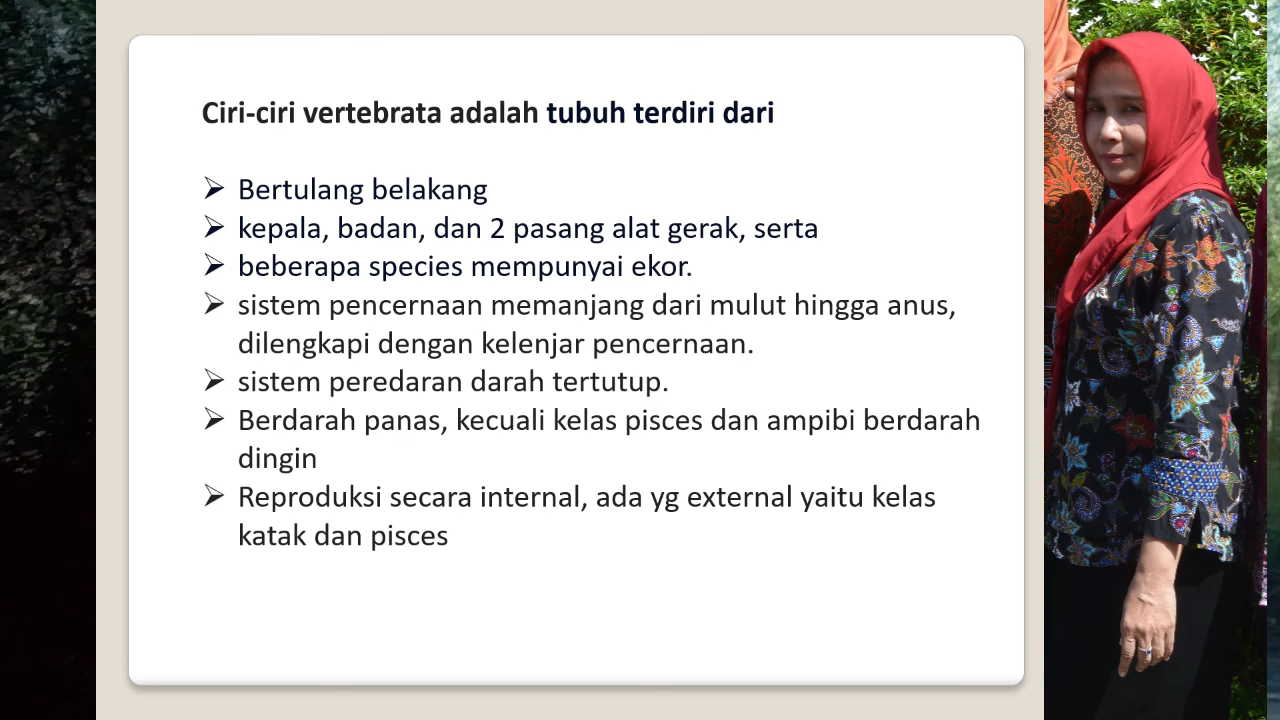 Ciri-ciri vertebrata adalah tubuh terdiri dari
➢ Bertulang belakang
➢ kepala, badan, dan 2 pasang alat gerak, serta
➢ beberapa species mempunyai ekor.
➢ sistem pencernaan memanjang dari mulut hingga anus,
dilengkapi dengan kelenjar pencernaan.
➢ sistem peredaran darah tertutup.
➢ Berdarah panas, kecuali kelas pisces dan ampibi berdarah
dingin
➢ Reproduksi secara internal, ada yg external yaitu kelas
katak dan pisces